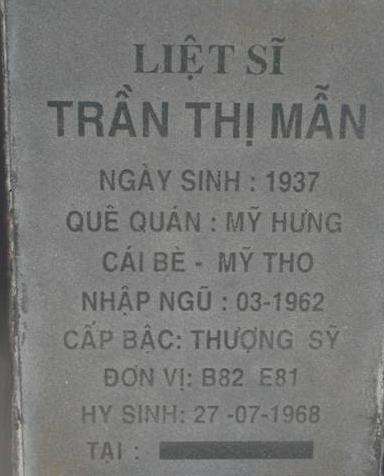 LIỆT SĨ
TRẦN THỊ MẪN
NGÀY SINH : 1937
QUÊ QUÁN : MỸ HƯNG
CÁI BÈ - MỸ THO
NHẬP NGŨ : 03-1962
CẤP BẬC: THƯỢNG SỸ
ĐƠN VỊ: B82 E81
HY SINH: 27 -07-1968
TẠI :